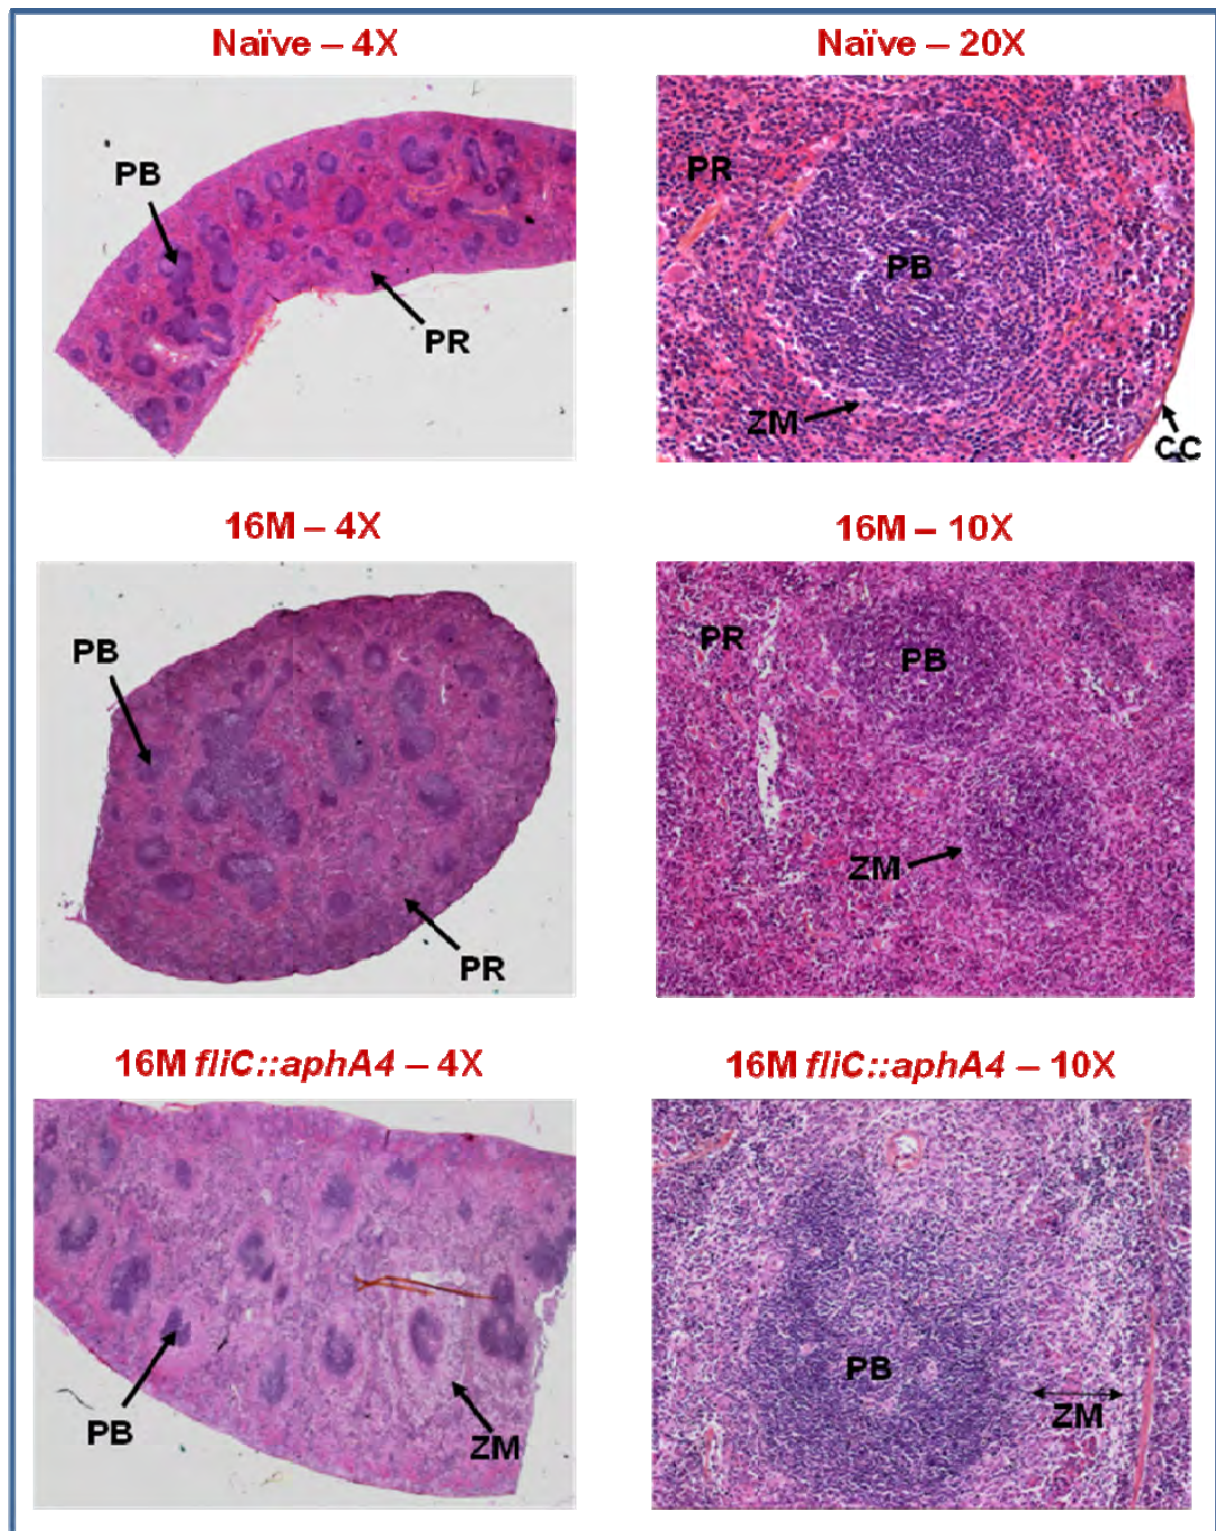 Naïve – 4X
Naïve – 20X
PB
PR
PR
PB
ZM
CC
16M – 4X
16M – 10X
PB
PR
PR
PB
ZM
16M fliC::aphA4 – 4X
16M fliC::aphA4 – 10X
PB
ZM
PB
ZM